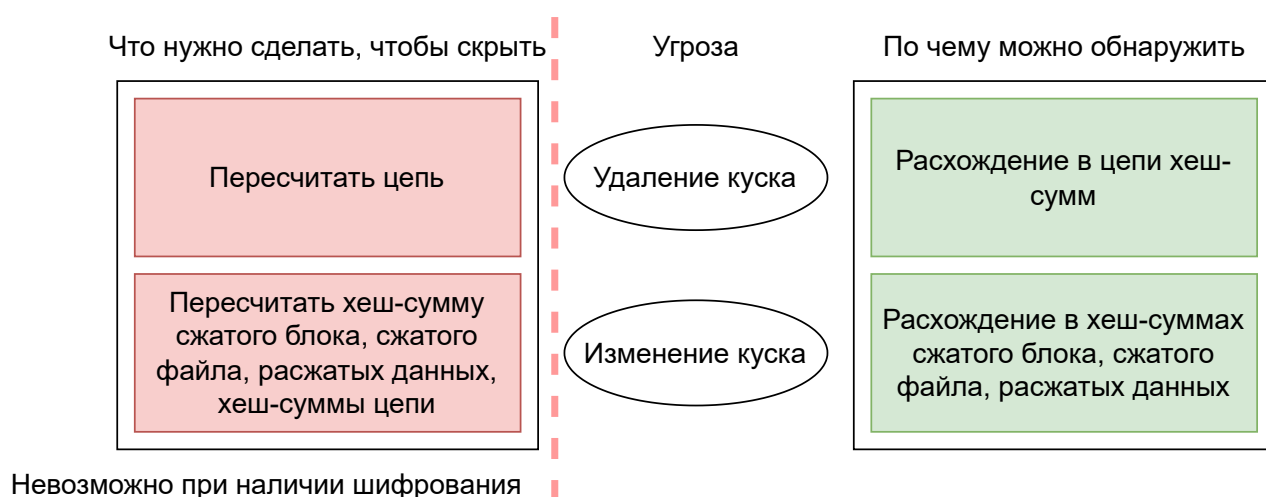 Что нужно сделать, чтобы скрыть
Угроза
По чему можно обнаружить
Пересчитать цепь
Удаление куска
Расхождение в цепи хеш-
сумм
Пересчитать хеш-сумму
сжатого блока, сжатого
файла, расжатых данных,
хеш-суммы цепи
Изменение куска
Расхождение в хеш-суммах
сжатого блока, сжатого
файла, расжатых данных
Невозможно при наличии шифрования